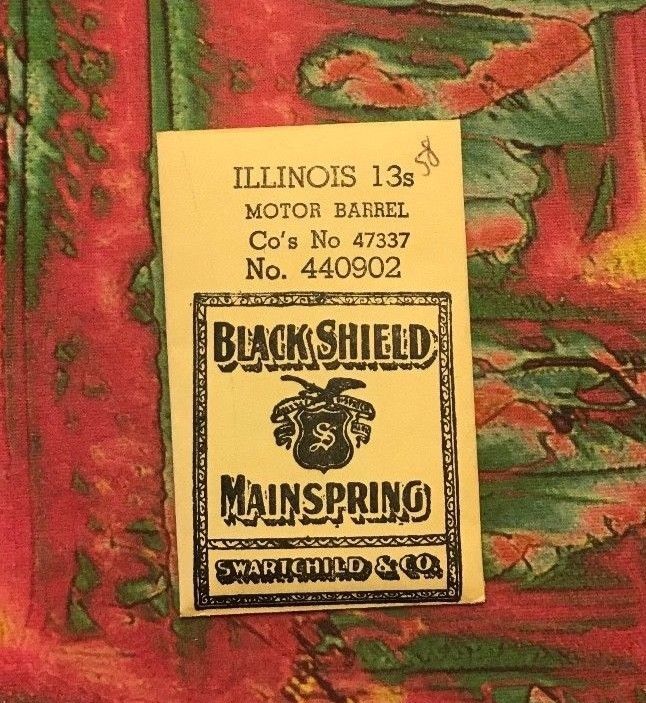 58
ILLINOIS 13s
MOTOR BARREL
Co's No 47337
No. 440902
BLACK SHIELD
S
MAINSPRING
SWARTCHILD & CO.